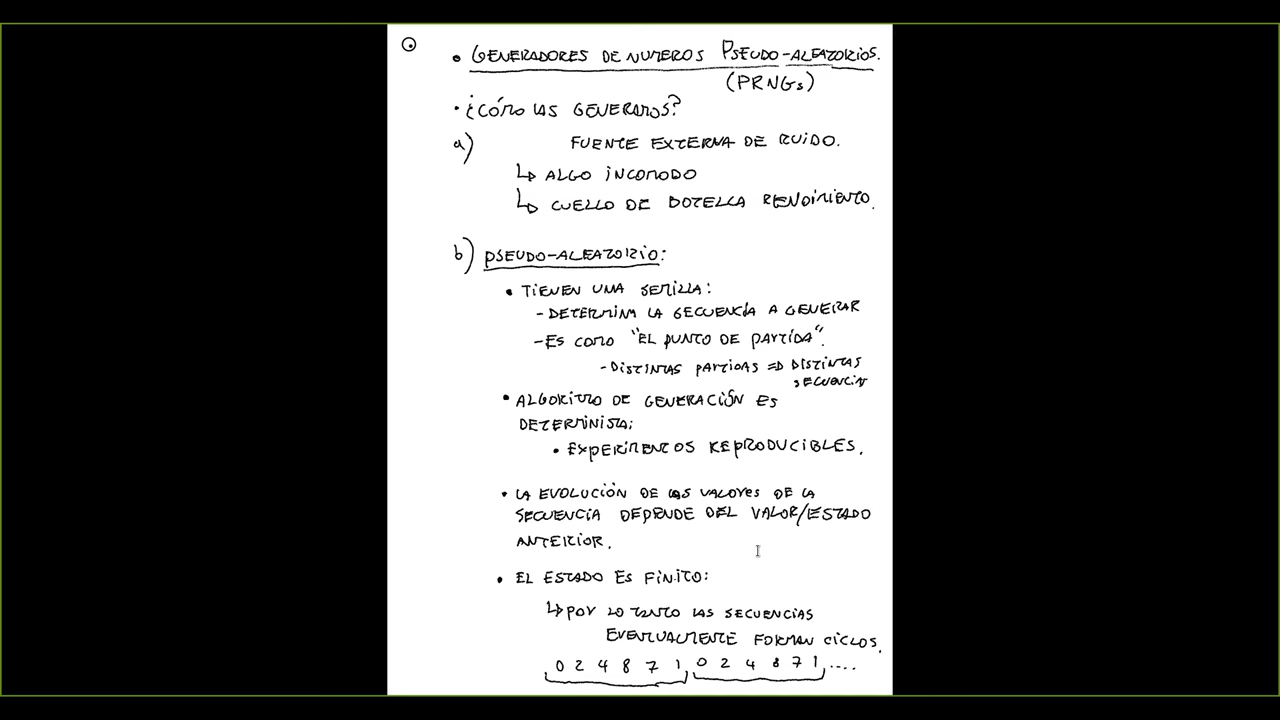 • GENERADORES DE NUMEROS PSEUDO-ALEATORIOS.
(PRNGs)
• ¿CÓMO LAS GENERAMOS?
a) FUENTE EXTERNA DE RUIDO.
↳ ALGO INCOMODO
↳ CUELLO DE BOTELLA RENDIMIENTO.
b) PSEUDO-ALEATORIO:
• TIENEN UNA SEMILLA:
- DETERMINA LA SECUENCIA A GENERAR
- ES COMO "EL PUNTO DE PARTIDA".
- DISTINTAS PARTIDAS => DISTINTAS
SECUENCIA
• ALGORITMO DE GENERACIÓN ES
DETERMINISTA;
• EXPERIMENTOS REPRODUCIBLES.
• LA EVOLUCIÓN DE LOS VALORES DE LA
SECUENCIA DEPENDE DEL VALOR/ESTADO
ANTERIOR.
• EL ESTADO ES FINITO:
↳ POR LO TANTO LAS SECUENCIAS
EVENTUALMENTE FORMAN CICLOS.
0 2 4 8 7 1 0 2 4 8 7 1 ....